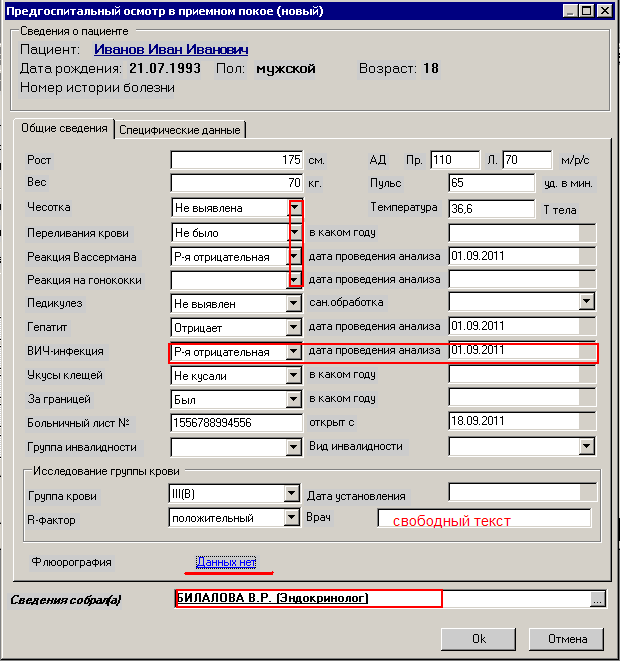 Предгоспитальный осмотр в приемном покое (новый)
Сведения о пациенте
Пациент: Иванов Иван Иванович
Дата рождения: 21.07.1993 Пол: мужской Возраст: 18
Номер истории болезни
Общие сведения Специфические данные
Рост 175 см. АД Пр. 110 Л. 70 м/р/с
Вес 70 кг. Пульс 65 уд. в мин.
Чесотка Не выявлена Температура 36,6 Т тела
Переливания крови Не было в каком году
Реакция Вассермана Р-я отрицательная дата проведения анализа 01.09.2011
Реакция на гонококки дата проведения анализа
Педикулез Не выявлен сан.обработка
Гепатит Отрицает дата проведения анализа 01.09.2011
ВИЧ-инфекция Р-я отрицательная дата проведения анализа 01.09.2011
Укусы клещей Не кусали в каком году
За границей Был в каком году
Больничный лист № 1556788994556 открыт с 18.09.2011
Группа инвалидности Вид инвалидности
Исследование группы крови
Группа крови III(B) Дата установления
R-фактор положительный Врач свободный текст
Флюорография Данных нет
Сведения собрал(а) БИЛАЛОВА В.Р. (Эндокринолог) ...
Ok Отмена